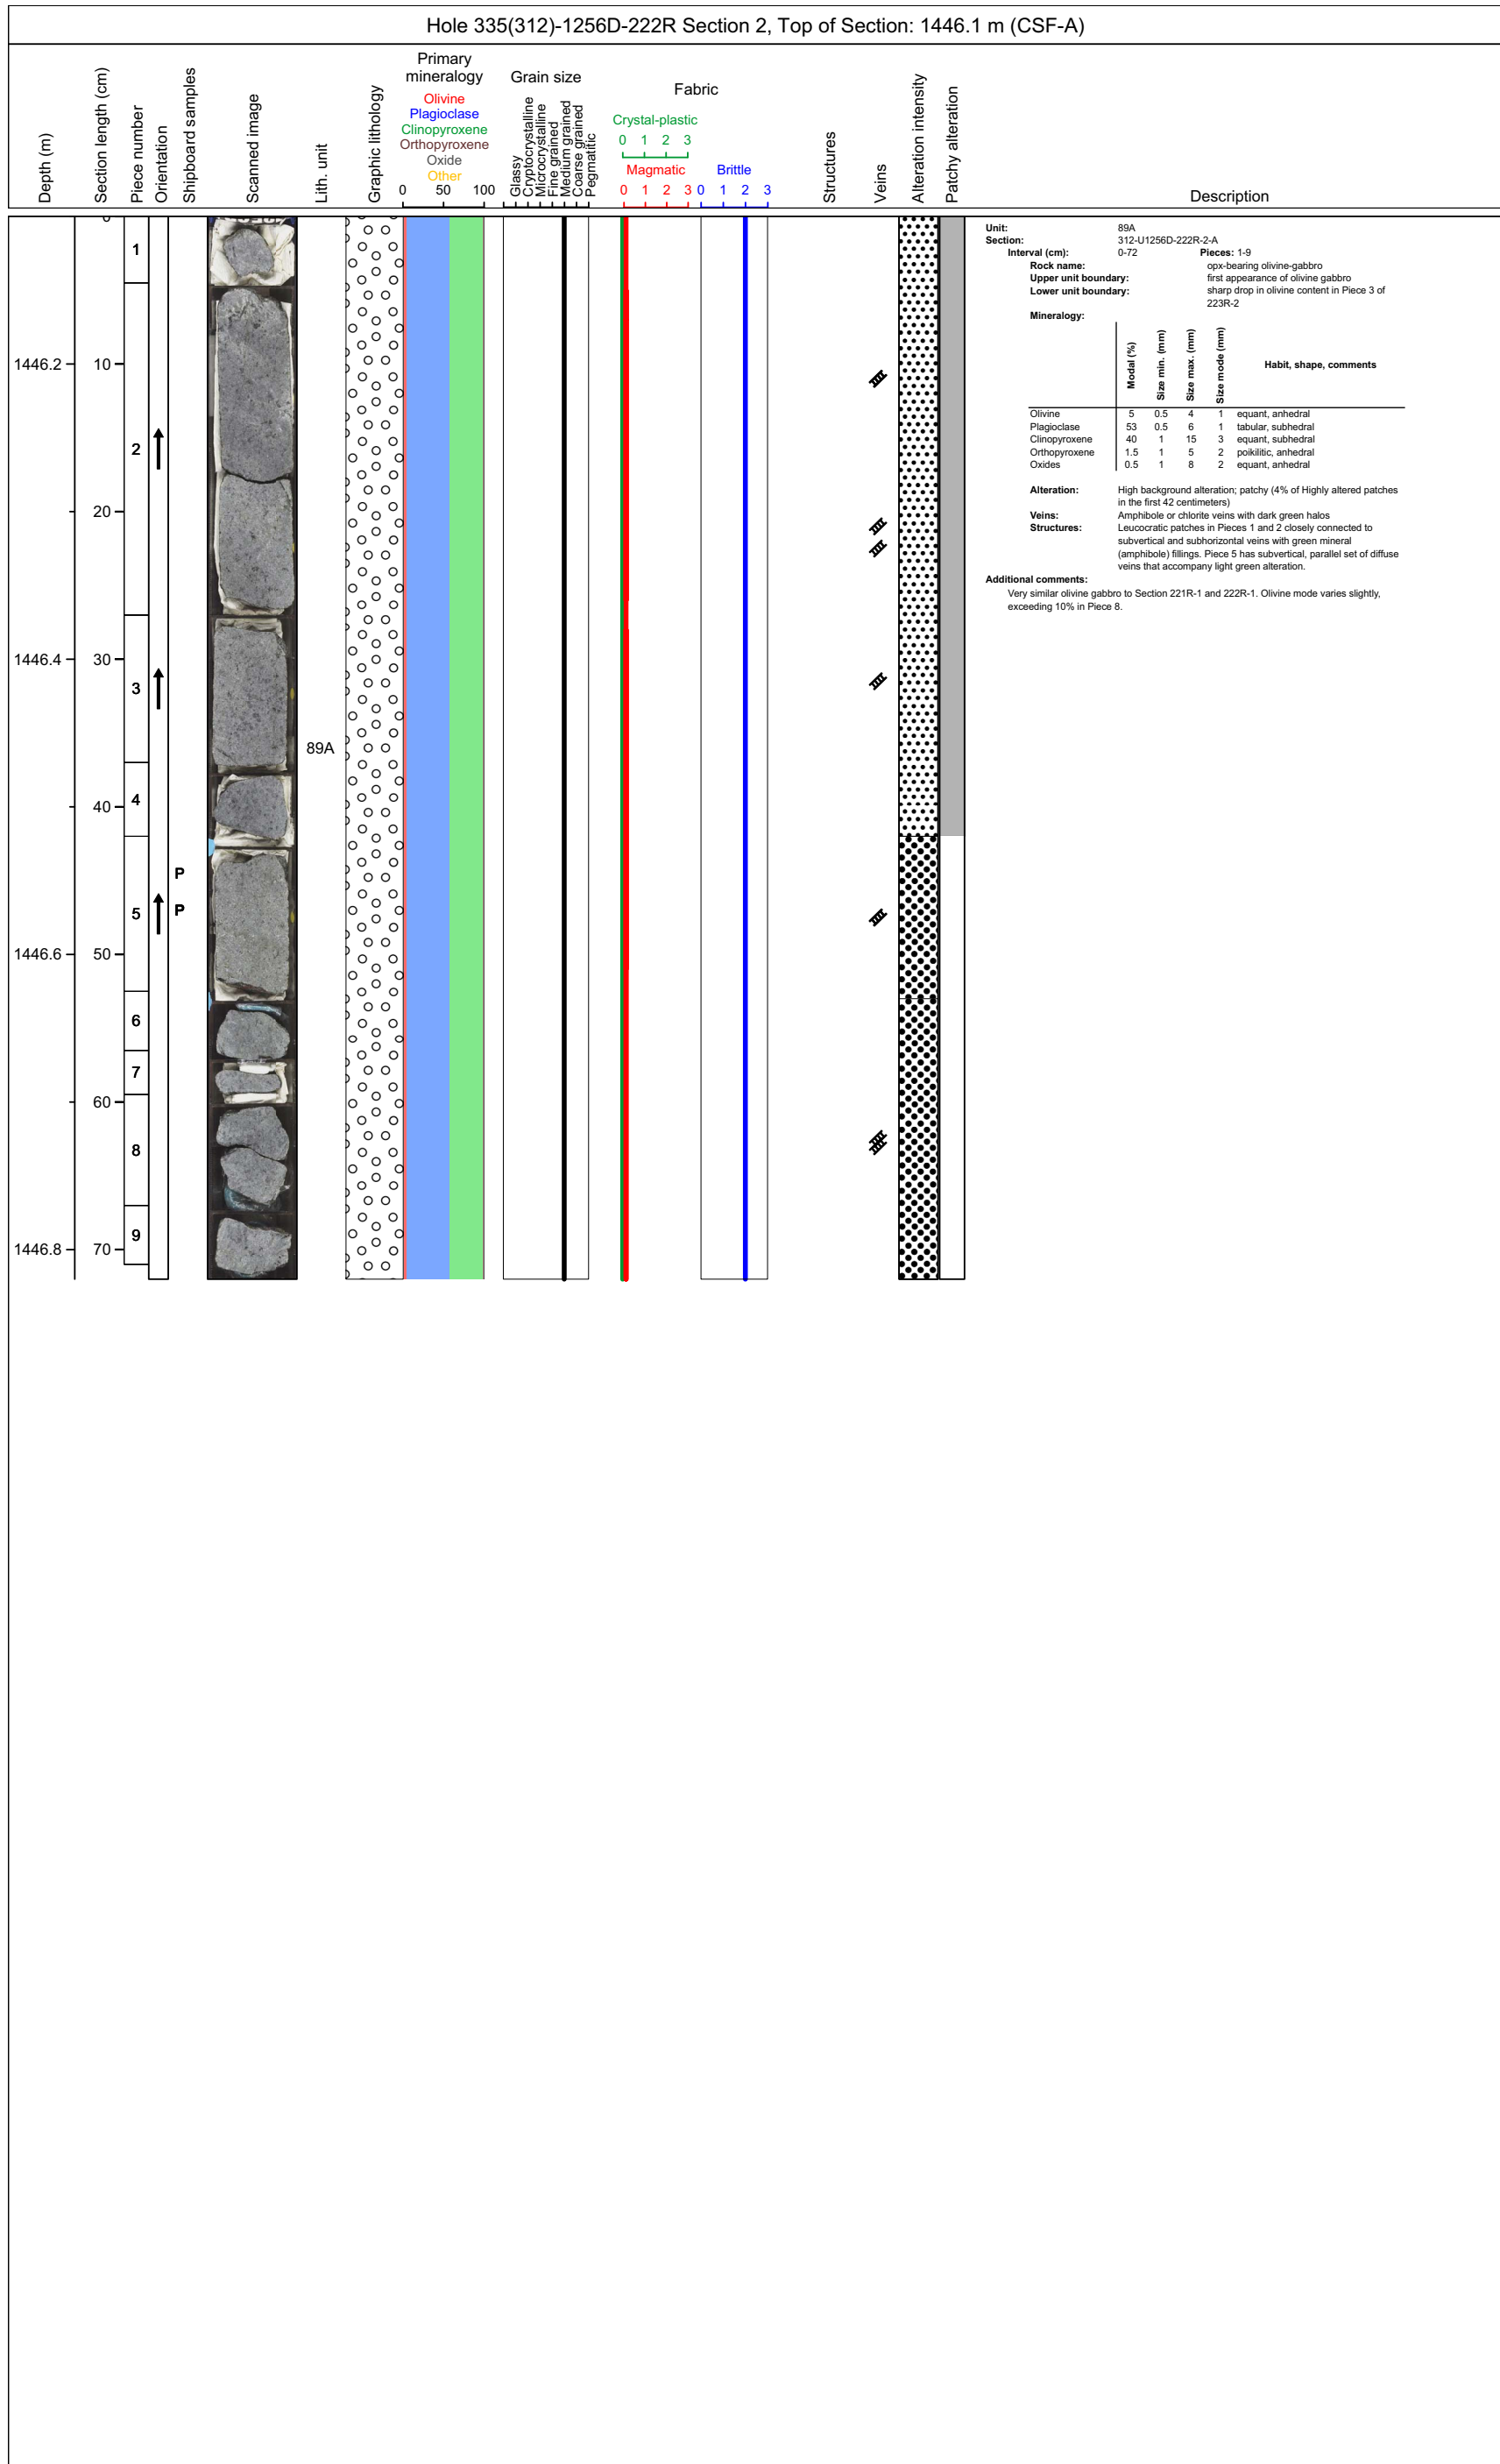 Hole 335(312)-1256D-222R Section 2, Top of Section: 1446.1 m (CSF-A)
Depth (m)
Section length (cm)
Piece number
Orientation
Shipboard samples
Scanned image
Lith. unit
Graphic lithology
Primary
mineralogy
Olivine
Plagioclase
Clinopyroxene
Orthopyroxene
Oxide
Other
0 50 100
Grain size
Glassy
Cryptocrystalline
Microcrystalline
Fine grained
Medium grained
Coarse grained
Pegmatitic
Fabric
Crystal-plastic
0 1 2 3
Magmatic
0 1 2 3
Brittle
0 1 2 3
Structures
Veins
Alteration intensity
Patchy alteration
Description
0
1
1446.2 10
2
20
1446.4 30
3
89A
4
40
P
5 P
1446.6 50
6
7
60
8
9
1446.8 70
Unit: 89A
Section: 312-U1256D-222R-2-A
Interval (cm): 0-72 Pieces: 1-9
Rock name: opx-bearing olivine-gabbro
Upper unit boundary: first appearance of olivine gabbro
Lower unit boundary: sharp drop in olivine content in Piece 3 of
223R-2
Mineralogy:
Modal (%) Size min. (mm) Size max. (mm) Size mode (mm) Habit, shape, comments
Olivine 5 0.5 4 1 equant, anhedral
Plagioclase 53 0.5 6 1 tabular, subhedral
Clinopyroxene 40 1 15 3 equant, subhedral
Orthopyroxene 1.5 1 5 2 poikilitic, anhedral
Oxides 0.5 1 8 2 equant, anhedral
Alteration: High background alteration; patchy (4% of Highly altered patches
in the first 42 centimeters)
Veins: Amphibole or chlorite veins with dark green halos
Structures: Leucocratic patches in Pieces 1 and 2 closely connected to
subvertical and subhorizontal veins with green mineral
(amphibole) fillings. Piece 5 has subvertical, parallel set of diffuse
veins that accompany light green alteration.
Additional comments:
Very similar olivine gabbro to Section 221R-1 and 222R-1. Olivine mode varies slightly,
exceeding 10% in Piece 8.